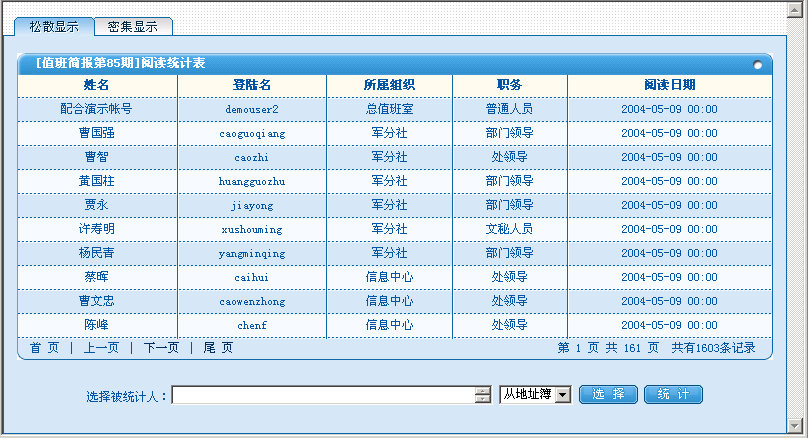 松散显示 密集显示
[值班简报第85期]阅读统计表
姓名 登陆名 所属组织 职务 阅读日期
配合演示帐号 demouser2 总值班室 普通人员 2004-05-09 00:00
曹国强 caoguoqiang 军分社 部门领导 2004-05-09 00:00
曹智 caozhi 军分社 处领导 2004-05-09 00:00
黄国柱 huangguozhu 军分社 部门领导 2004-05-09 00:00
贾永 jiayong 军分社 部门领导 2004-05-09 00:00
许寿明 xushouming 军分社 文秘人员 2004-05-09 00:00
杨民青 yangminqing 军分社 部门领导 2004-05-09 00:00
蔡晖 caihui 信息中心 处领导 2004-05-09 00:00
曹文忠 caowenzhong 信息中心 处领导 2004-05-09 00:00
陈峰 chenf 信息中心 处领导 2004-05-09 00:00
首 页 | 上一页 | 下一页 | 尾 页 第 1 页 共 161 页 共有1603条记录
选择被统计人： 从地址簿 选 择 统 计